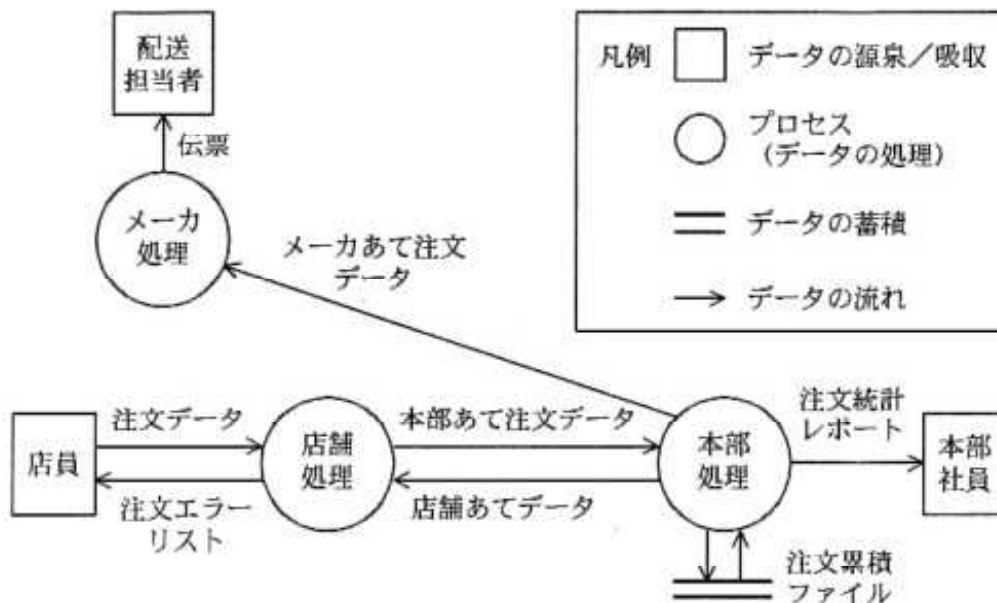 配送
担当者
伝票
メーカ
処理
メーカあて注文
データ
凡例
データの源泉／吸収
プロセス
（データの処理）
データの蓄積
データの流れ
店員
注文データ
注文エラー
リスト
店舗
処理
本部あて注文データ
店舗あてデータ
本部
処理
注文統計
レポート
本部
社員
注文累積
ファイル